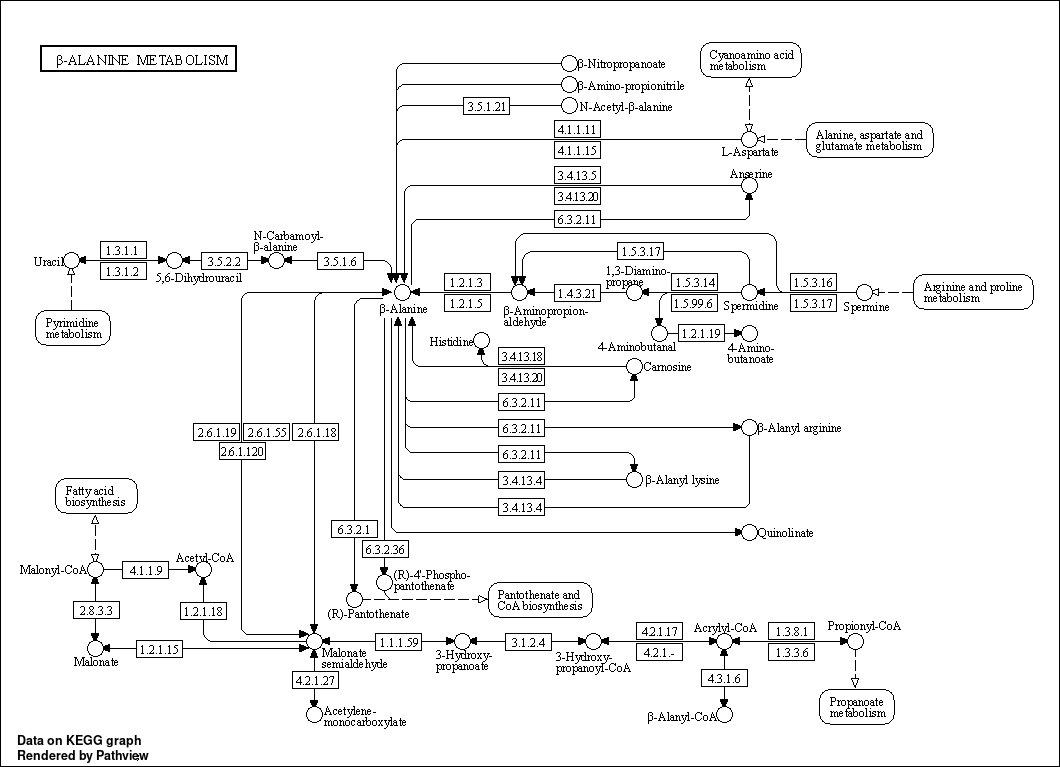 β-ALANINE METABOLISM
β-Nitropropanoate
β-Amino-propionitrile
3.5.1.21
N-Acetyl-β-alanine
Cyanoamino acid
metabolism
4.1.1.11
4.1.1.15
L-Aspartate
Alanine, aspartate and
glutamate metabolism
3.4.13.5
3.4.13.20
Anserine
6.3.2.11
Uracil
1.3.1.1
1.3.1.2
5,6-Dihydrouracil
3.5.2.2
N-Carbamoyl-
β-alanine
3.5.1.6
Pyrimidine
metabolism
β-Alanine
1.2.1.3
1.2.1.5
β-Aminopropion-
aldehyde
1.4.3.21
1,3-Diamino-
propane
1.5.3.17
1.5.3.14
1.5.99.6
Spermidine
1.5.3.16
1.5.3.17
Spermine
Arginine and proline
metabolism
4-Aminobutanal
1.2.1.19
4-Amino-
butanoate
Histidine
3.4.13.18
3.4.13.20
Carnosine
6.3.2.11
6.3.2.11
β-Alanyl arginine
6.3.2.11
3.4.13.4
β-Alanyl lysine
3.4.13.4
Quinolinate
2.6.1.19
2.6.1.55
2.6.1.18
2.6.1.120
6.3.2.1
6.3.2.36
(R)-4'-Phospho-
pantothenate
(R)-Pantothenate
Pantothenate and
CoA biosynthesis
Fatty acid
biosynthesis
Malonyl-CoA
4.1.1.9
Acetyl-CoA
2.8.3.3
1.2.1.18
Malonate
1.2.1.15
Malonate
semialdehyde
1.1.1.59
3-Hydroxy-
propanoate
3.1.2.4
3-Hydroxy-
propanoyl-CoA
4.2.1.17
4.2.1.-
Acrylyl-CoA
1.3.8.1
1.3.3.6
Propionyl-CoA
4.2.1.27
Acetylene-
monocarboxylate
4.3.1.6
β-Alanyl-CoA
Propanoate
metabolism
Data on KEGG graph
Rendered by Pathview